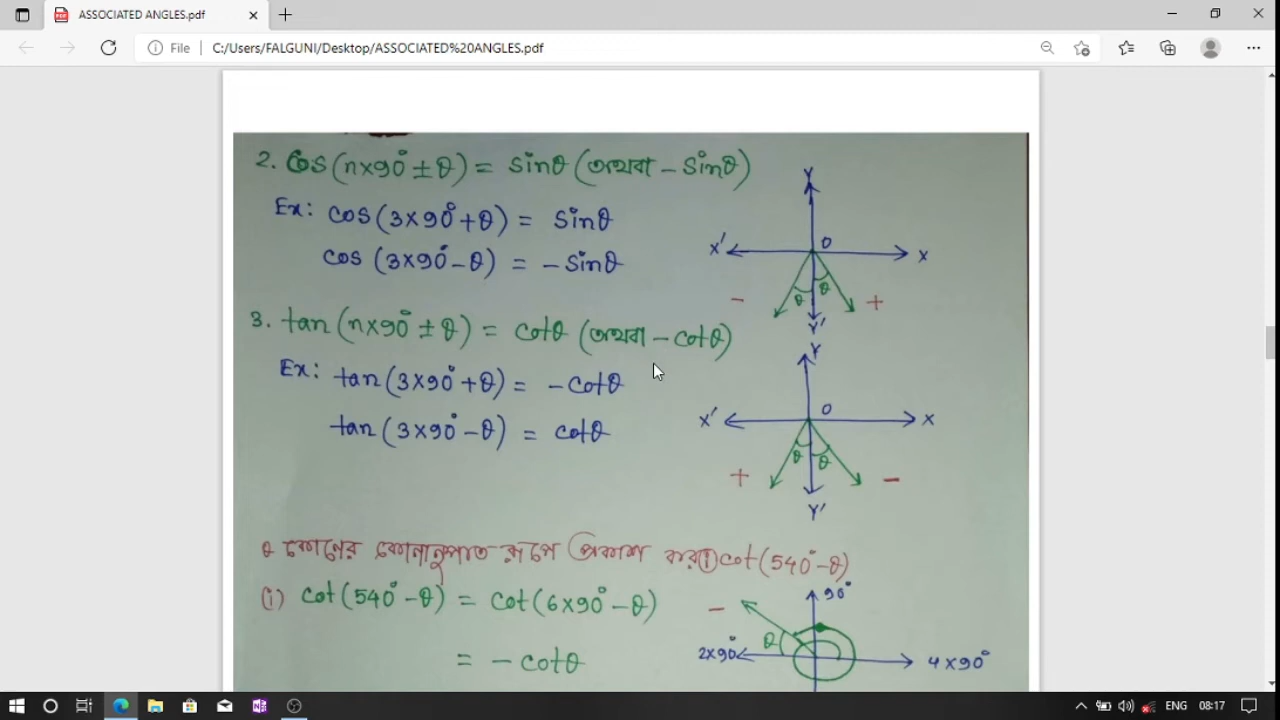 ASSOCIATED ANGLES.pdf
File C:/Users/FALGUNI/Desktop/ASSOCIATED%20ANGLES.pdf
2. Cos(n×90°±θ) = sinθ (অথবা - sinθ)
Ex: cos(3×90°+θ) = sinθ
cos (3×90°-θ) = - sinθ
Y
X' O X
θ θ
- +
Y'
3. tan(n×90°±θ) = cotθ (অথবা - cotθ)
Ex: tan(3×90°+θ) = -cotθ
tan(3×90°-θ) = cotθ
Y
X' O X
θ θ
+ -
Y'
θ কোনের কোনানুপাত রূপে প্রকাশ কর ① cot(540°-θ)
(i) cot(540°-θ) = cot(6×90°-θ)
= - cotθ
90°
-
θ
2×90° 4×90°
ENG 08:17